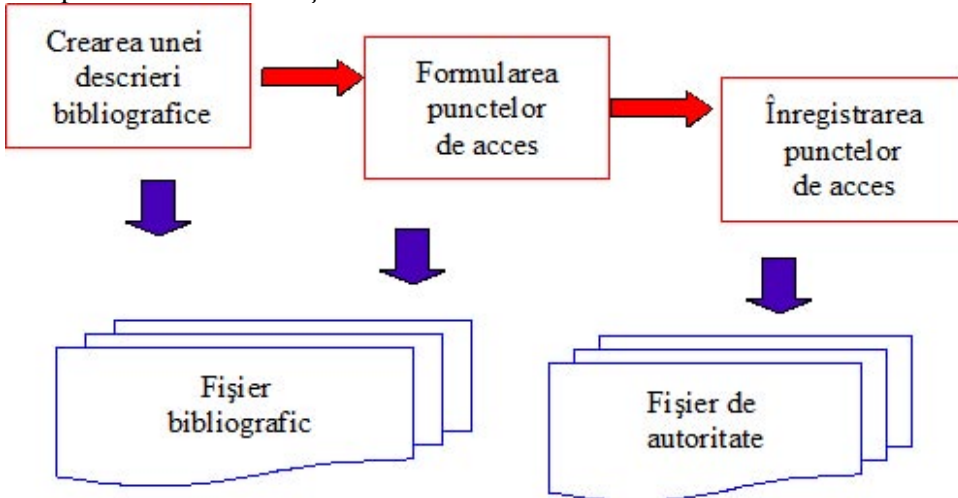 Crearea unei
descrieri
bibliografice
Formularea
punctelor
de acces
Înregistrarea
punctelor
de acces
Fişier
bibliografic
Fişier de
autoritate